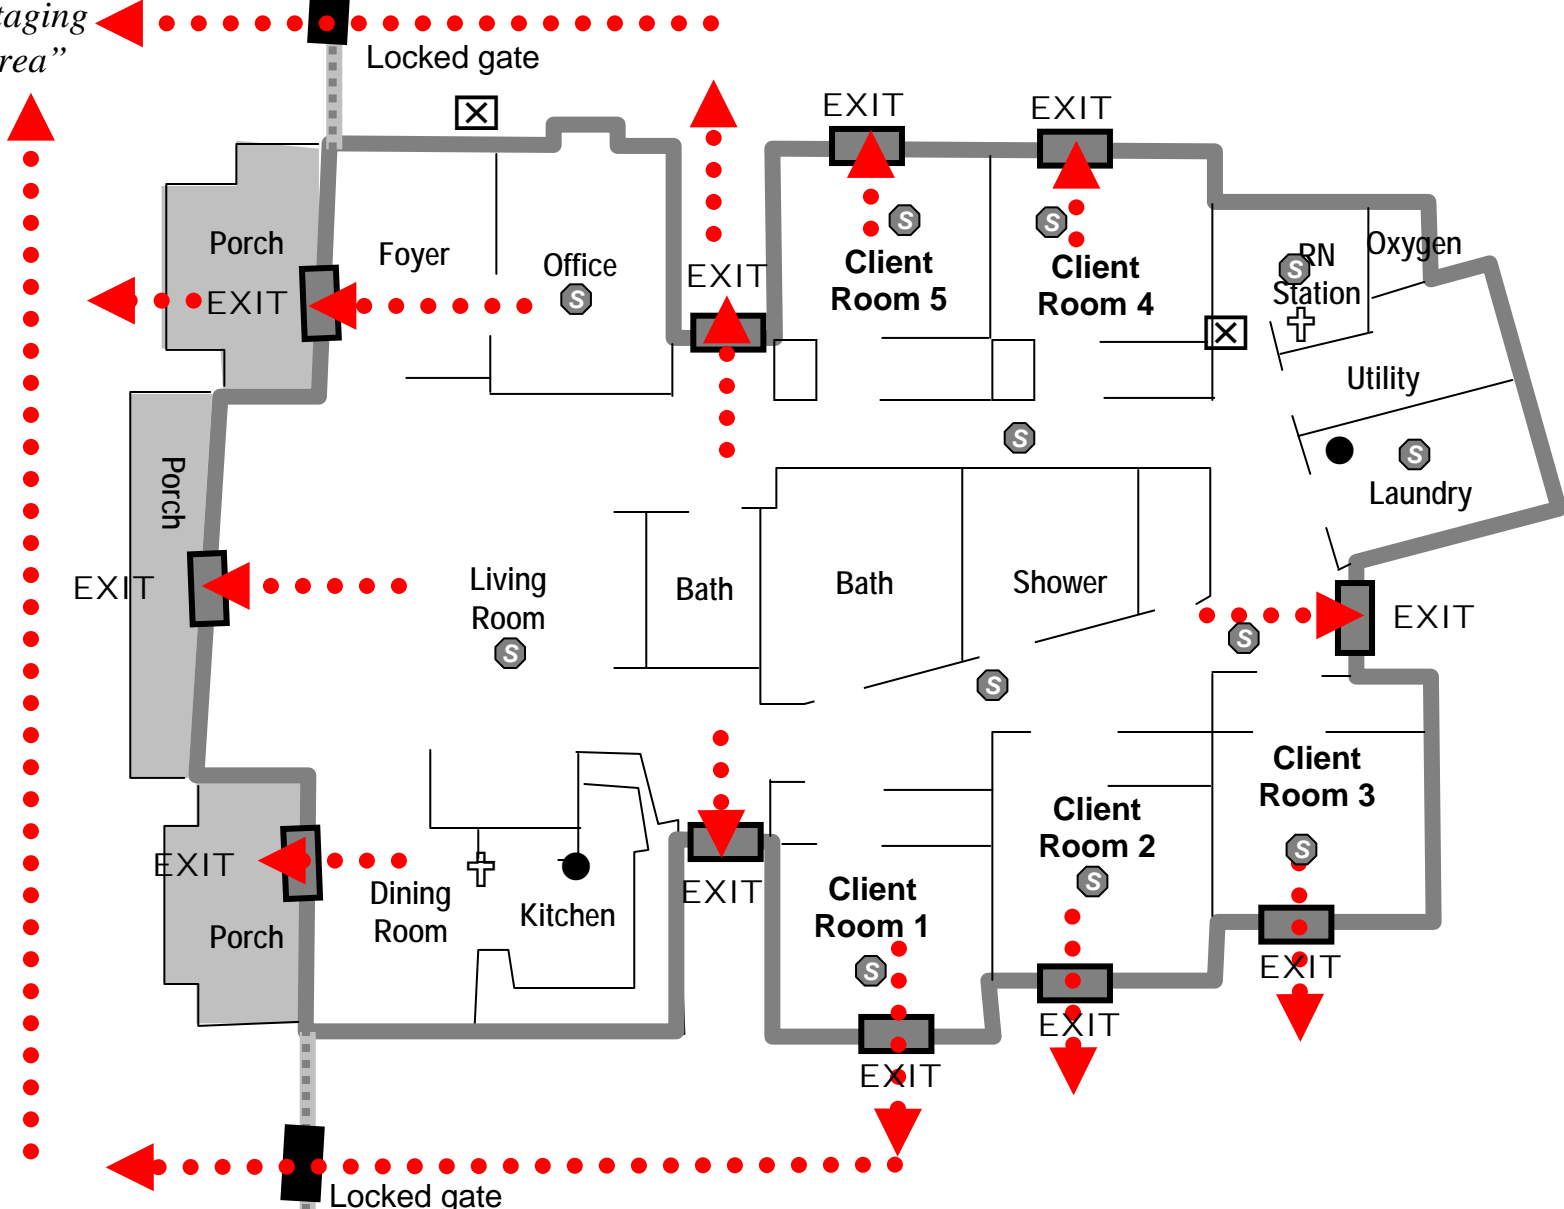 taging
rea”
Locked gate
EXIT
EXIT
Porch
Foyer
Office
S
EXIT
EXIT
S
Client
Room 5
S
Client
Room 4
RN
Station
S
Oxygen
Utility
Porch
S
S
Laundry
EXIT
Living
Room
S
Bath
Bath
Shower
S
EXIT
S
Client
Room 3
S
Client
Room 2
S
EXIT
Dining
Room
Kitchen
EXIT
Client
Room 1
S
Porch
EXIT
EXIT
EXIT
Locked gate